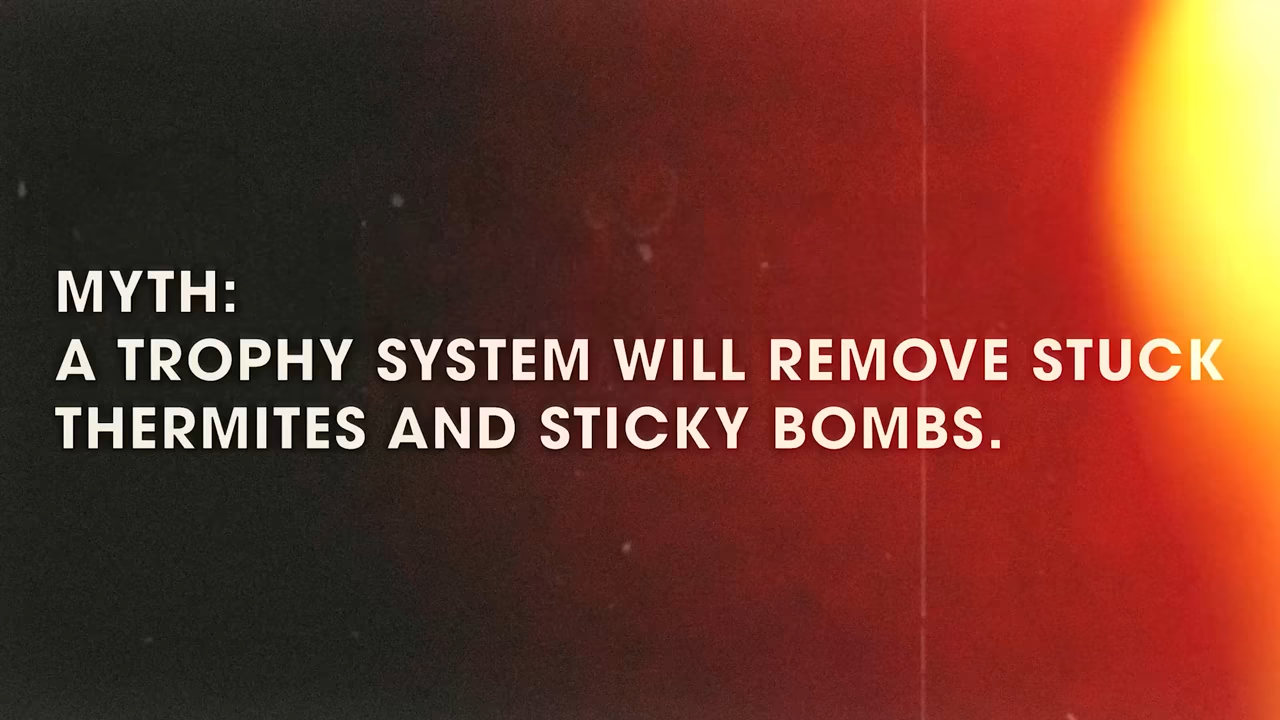 MYTH:
A TROPHY SYSTEM WILL REMOVE STUCK
THERMITES AND STICKY BOMBS.